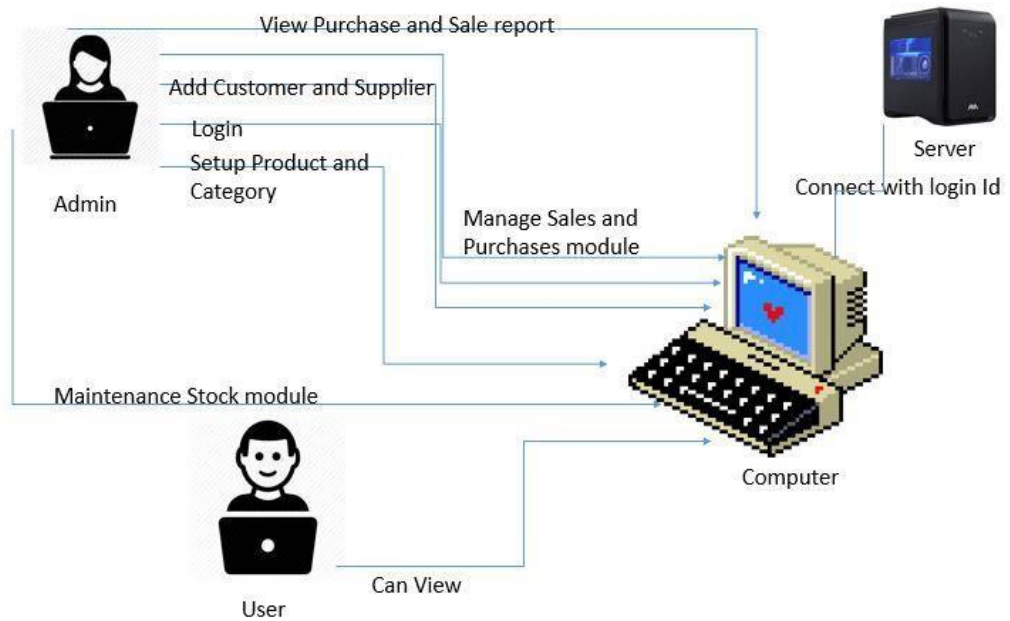 View Purchase and Sale report
Add Customer and Supplier
Login
Setup Product and
Category
Admin
Server
Connect with login Id
Manage Sales and
Purchases module
Maintenance Stock module
Computer
Can View
User